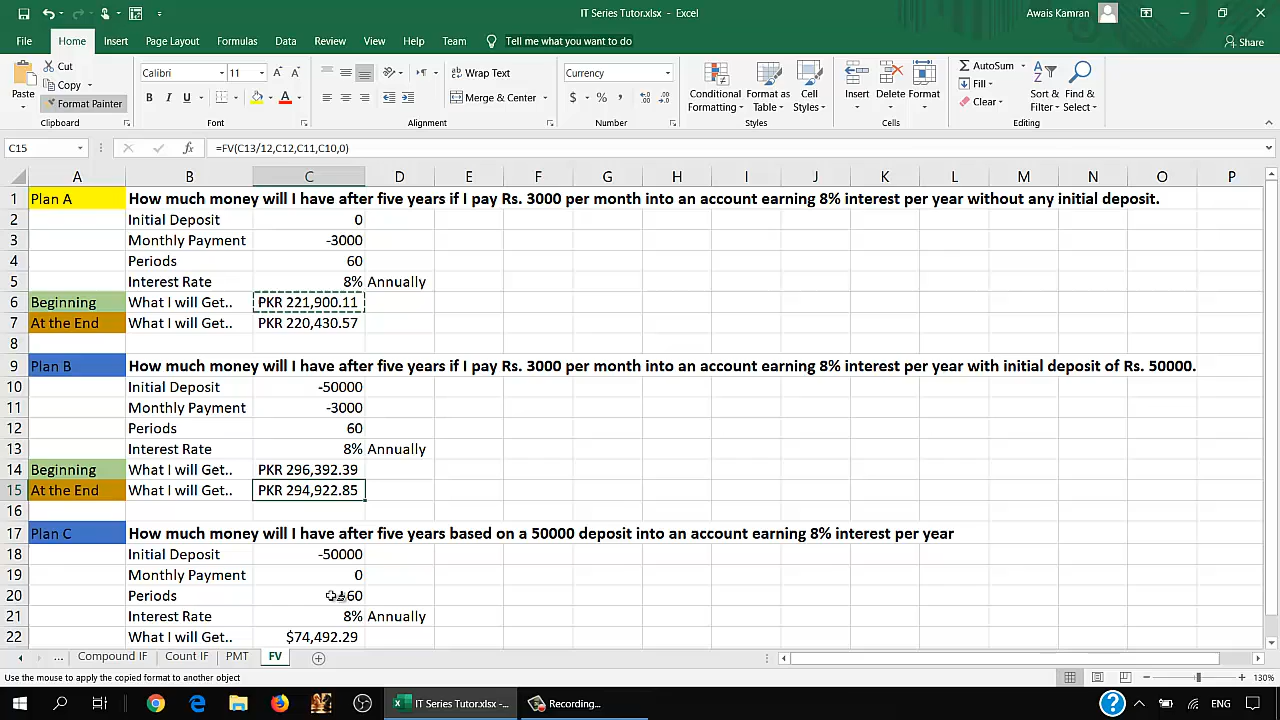 IT Series Tutor.xlsx - Excel
Awais Kamran
File Home Insert Page Layout Formulas Data Review View Help Team Tell me what you want to do Share
Paste
Cut
Copy
Format Painter
Clipboard
Calibri 11
B I U
Font
Wrap Text
Merge & Center
Alignment
Currency
$ % ,
Number
Conditional Formatting
Format as Table
Cell Styles
Styles
Insert Delete Format
Cells
AutoSum
Fill
Clear
Sort & Filter
Find & Select
Editing
C15 fx =FV(C13/12,C12,C11,C10,0)
A B C D E F G H I J K L M N O P
1 Plan A How much money will I have after five years if I pay Rs. 3000 per month into an account earning 8% interest per year without any initial deposit.
2 Initial Deposit 0
3 Monthly Payment -3000
4 Periods 60
5 Interest Rate 8% Annually
6 Beginning What I will Get.. PKR 221,900.11
7 At the End What I will Get.. PKR 220,430.57
8
9 Plan B How much money will I have after five years if I pay Rs. 3000 per month into an account earning 8% interest per year with initial deposit of Rs. 50000.
10 Initial Deposit -50000
11 Monthly Payment -3000
12 Periods 60
13 Interest Rate 8% Annually
14 Beginning What I will Get.. PKR 296,392.39
15 At the End What I will Get.. PKR 294,922.85
16
17 Plan C How much money will I have after five years based on a 50000 deposit into an account earning 8% interest per year
18 Initial Deposit -50000
19 Monthly Payment 0
20 Periods 60
21 Interest Rate 8% Annually
22 What I will Get.. $74,492.29
... Compound IF Count IF PMT FV
Use the mouse to apply the copied format to another object
130%
IT Series Tutor.xlsx -... Recording... ENG